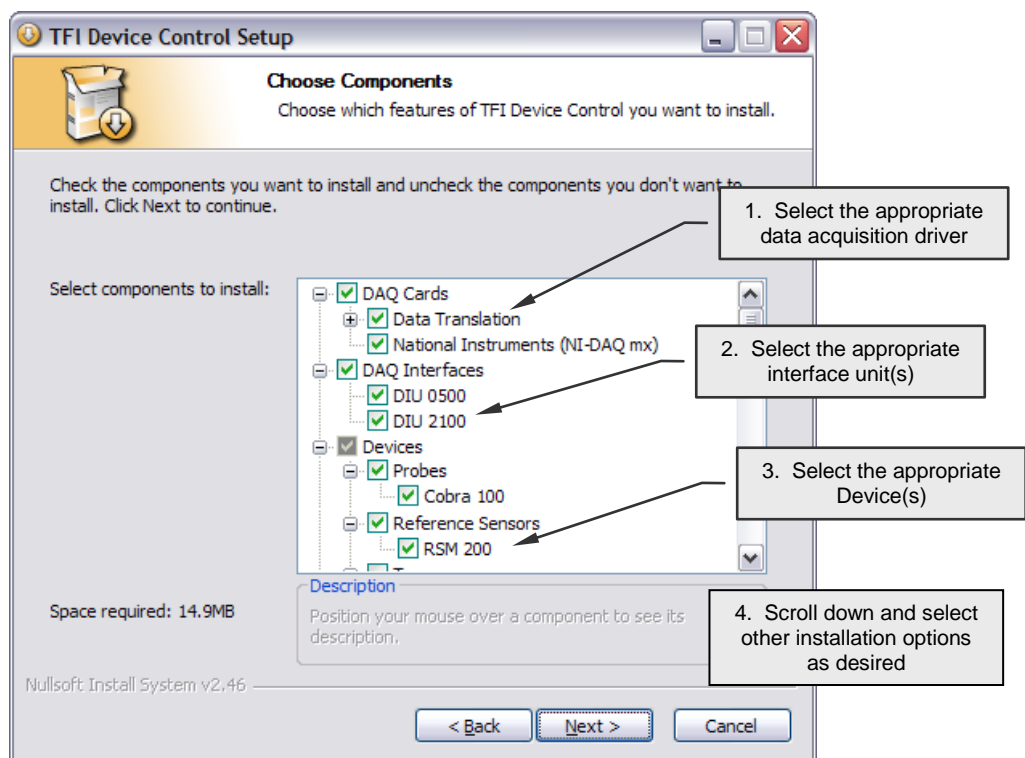 TFI Device Control Setup
Choose Components
Choose which features of TFI Device Control you want to install.
Check the components you want to install and uncheck the components you don't want to
install. Click Next to continue.
1. Select the appropriate
data acquisition driver
Select components to install:
DAQ Cards
Data Translation
National Instruments (NI-DAQ mx)
DAQ Interfaces
DIU 0500
DIU 2100
2. Select the appropriate
interface unit(s)
Devices
Probes
Cobra 100
Reference Sensors
RSM 200
3. Select the appropriate
Device(s)
Space required: 14.9MB
Description
Position your mouse over a component to see its
description.
4. Scroll down and select
other installation options
as desired
Nullsoft Install System v2.46
< Back
Next >
Cancel